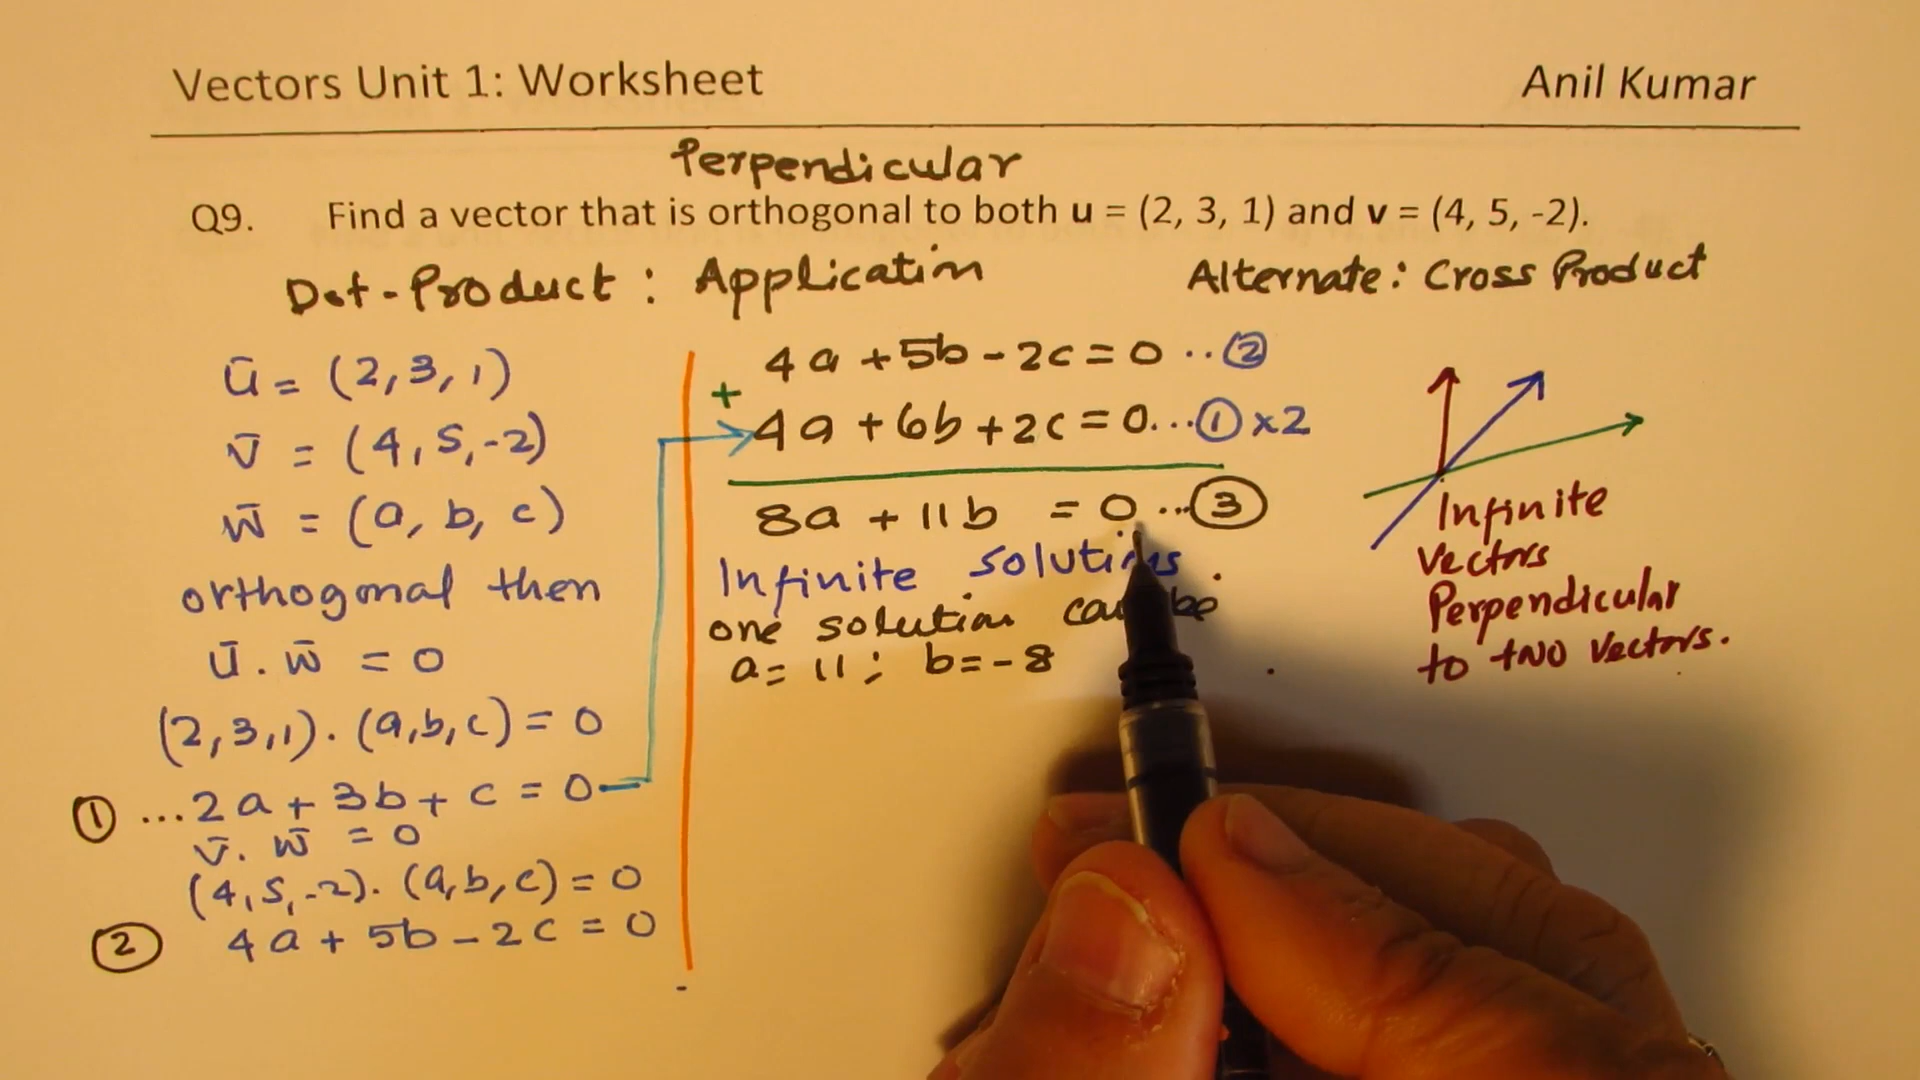 Vectors Unit 1: Worksheet Anil Kumar
Perpendicular
Q9. Find a vector that is orthogonal to both u = (2, 3, 1) and v = (4, 5, -2).
Dot-Product : Application
Alternate: Cross Product
ū = (2,3,1)
v̄ = (4,5,-2)
w̄ = (a, b, c)
orthogonal then
ū . w̄ = 0
(2,3,1) . (a,b,c) = 0
① ...2a + 3b + c = 0
v̄ . w̄ = 0
(4,5,-2) . (a,b,c) = 0
② 4a + 5b - 2c = 0
4a + 5b - 2c = 0 ..②
+
4a + 6b + 2c = 0...① x2
8a + 11b = 0 ...③
Infinite solutions
one solution can be
a = 11 ; b = -8
Infinite
Vectors
Perpendicular
to two Vectors.